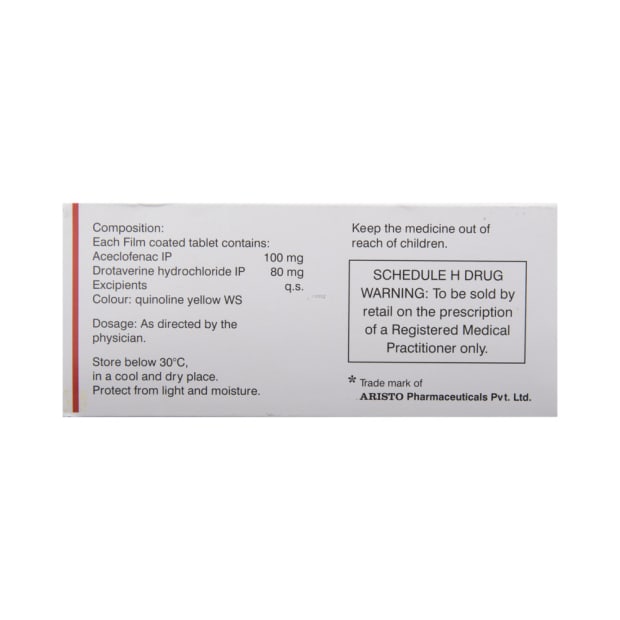 Composition:
Each Film coated tablet contains:
Aceclofenac IP 100 mg
Drotaverine hydrochloride IP 80 mg
Excipients q.s.
Colour: quinoline yellow WS
Dosage: As directed by the
physician.
Store below 30°C,
in a cool and dry place.
Protect from light and moisture.
Keep the medicine out of
reach of children.
SCHEDULE H DRUG
WARNING: To be sold by
retail on the prescription
of a Registered Medical
Practitioner only.
* Trade mark of
ARISTO Pharmaceuticals Pvt. Ltd.